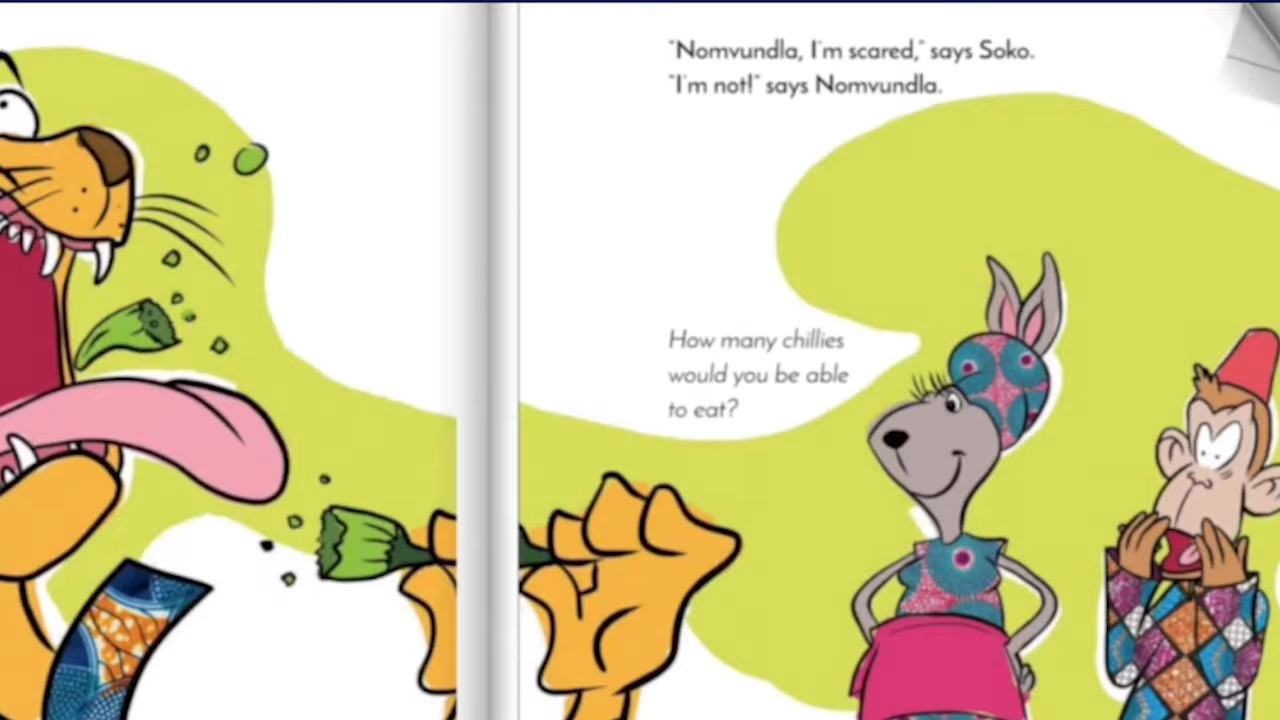 "Nomvundla, I'm scared," says Soko.
"I'm not!" says Nomvundla.
How many chillies
would you be able
to eat?